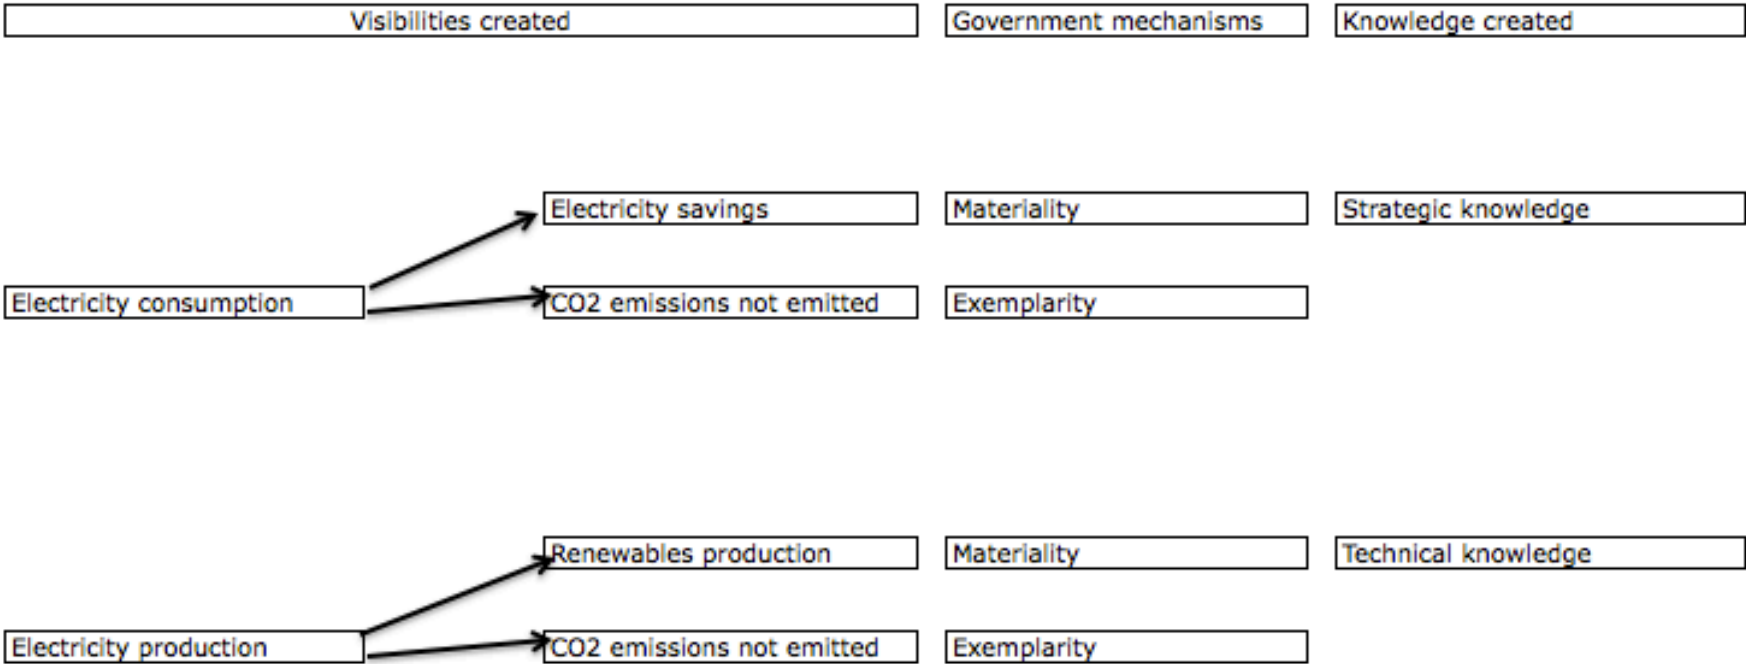 Visibilities created
Government mechanisms
Knowledge created
Electricity savings
Materiality
Strategic knowledge
Electricity consumption
CO2 emissions not emitted
Exemplarity
Renewables production
Materiality
Technical knowledge
Electricity production
CO2 emissions not emitted
Exemplarity